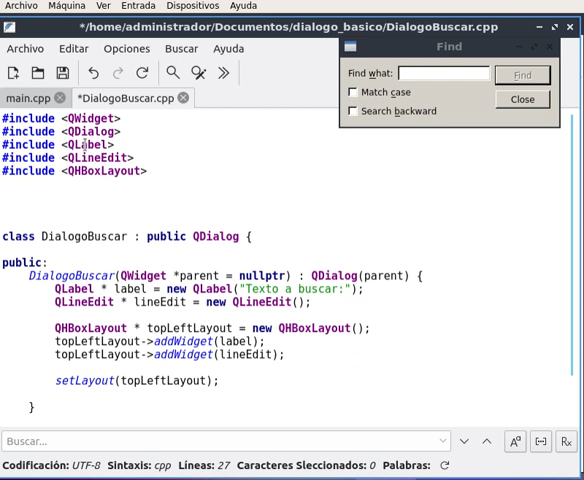 Archivo Máquina Ver Entrada Dispositivos Ayuda
*/home/administrador/Documentos/dialogo_basico/DialogoBuscar.cpp
Archivo Editar Opciones Buscar Ayuda
Find
Find what:
Find
Match case
Close
Search backward
main.cpp *DialogoBuscar.cpp
#include <QWidget>
#include <QDialog>
#include <QLabel>
#include <QLineEdit>
#include <QHBoxLayout>
class DialogoBuscar : public QDialog {
public:
DialogoBuscar(QWidget *parent = nullptr) : QDialog(parent) {
QLabel * label = new QLabel("Texto a buscar:");
QLineEdit * lineEdit = new QLineEdit();
QHBoxLayout * topLeftLayout = new QHBoxLayout();
topLeftLayout->addWidget(label);
topLeftLayout->addWidget(lineEdit);
setLayout(topLeftLayout);
}
Buscar...
Codificación: UTF-8 Sintaxis: cpp Líneas: 27 Caracteres Seleccionados: 0 Palabras: